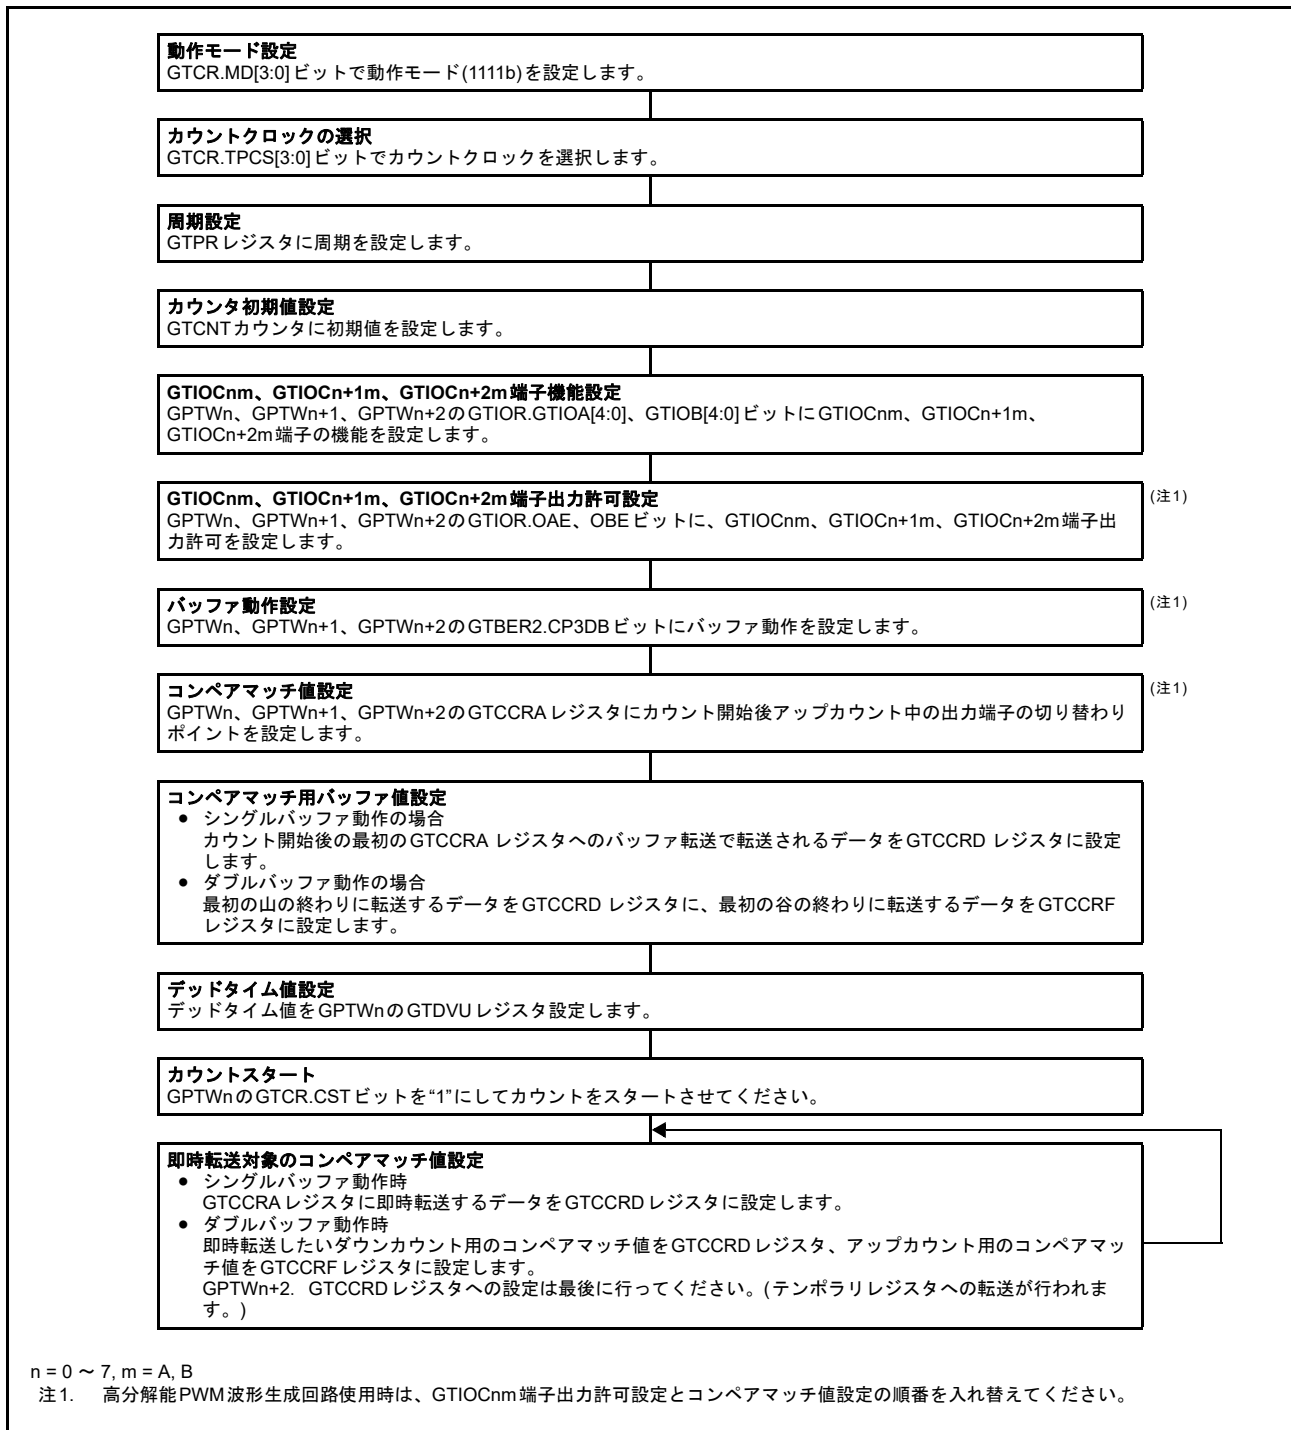 動作モード設定
GTCR.MD[3:0]ビットで動作モード(1111b)を設定します。
カウントクロックの選択
GTCR.TPCS[3:0]ビットでカウントクロックを選択します。
周期設定
GTPRレジスタに周期を設定します。
カウンタ初期値設定
GTCNTカウンタに初期値を設定します。
GTIOCnm、GTIOCn+1m、GTIOCn+2m端子機能設定
GPTWn、GPTWn+1、GPTWn+2のGTIOR.GTIOA[4:0]、GTIOB[4:0]ビットにGTIOCnm、GTIOCn+1m、
GTIOCn+2m端子の機能を設定します。
GTIOCnm、GTIOCn+1m、GTIOCn+2m端子出力許可設定
(注1)
GPTWn、GPTWn+1、GPTWn+2のGTIOR.OAE、OBEビットに、GTIOCnm、GTIOCn+1m、GTIOCn+2m端子出
力許可を設定します。
バッファ動作設定
(注1)
GPTWn、GPTWn+1、GPTWn+2のGTBER2.CP3DBビットにバッファ動作を設定します。
コンペアマッチ値設定
(注1)
GPTWn、GPTWn+1、GPTWn+2のGTCCRAレジスタにカウント開始後アップカウント中の出力端子の切り替わり
ポイントを設定します。
コンペアマッチ用バッファ値設定
● シングルバッファ動作の場合
カウント開始後の最初のGTCCRA レジスタへのバッファ転送で転送されるデータをGTCCRD レジスタに設定
します。
● ダブルバッファ動作の場合
最初の山の終わりに転送するデータをGTCCRD レジスタに、最初の谷の終わりに転送するデータをGTCCRF
レジスタに設定します。
デッドタイム値設定
デッドタイム値をGPTWnのGTDVUレジスタ設定します。
カウントスタート
GPTWnのGTCR.CSTビットを“1”にしてカウントをスタートさせてください。
即時転送対象のコンペアマッチ値設定
● シングルバッファ動作時
GTCCRAレジスタに即時転送するデータをGTCCRDレジスタに設定します。
● ダブルバッファ動作時
即時転送したいダウンカウント用のコンペアマッチ値をGTCCRDレジスタ、アップカウント用のコンペアマッ
チ値をGTCCRFレジスタに設定します。
GPTWn+2. GTCCRDレジスタへの設定は最後に行ってください。(テンポラリレジスタへの転送が行われま
す。)
n = 0 ～ 7, m = A, B
注1. 高分解能PWM波形生成回路使用時は、GTIOCnm端子出力許可設定とコンペアマッチ値設定の順番を入れ替えてください。